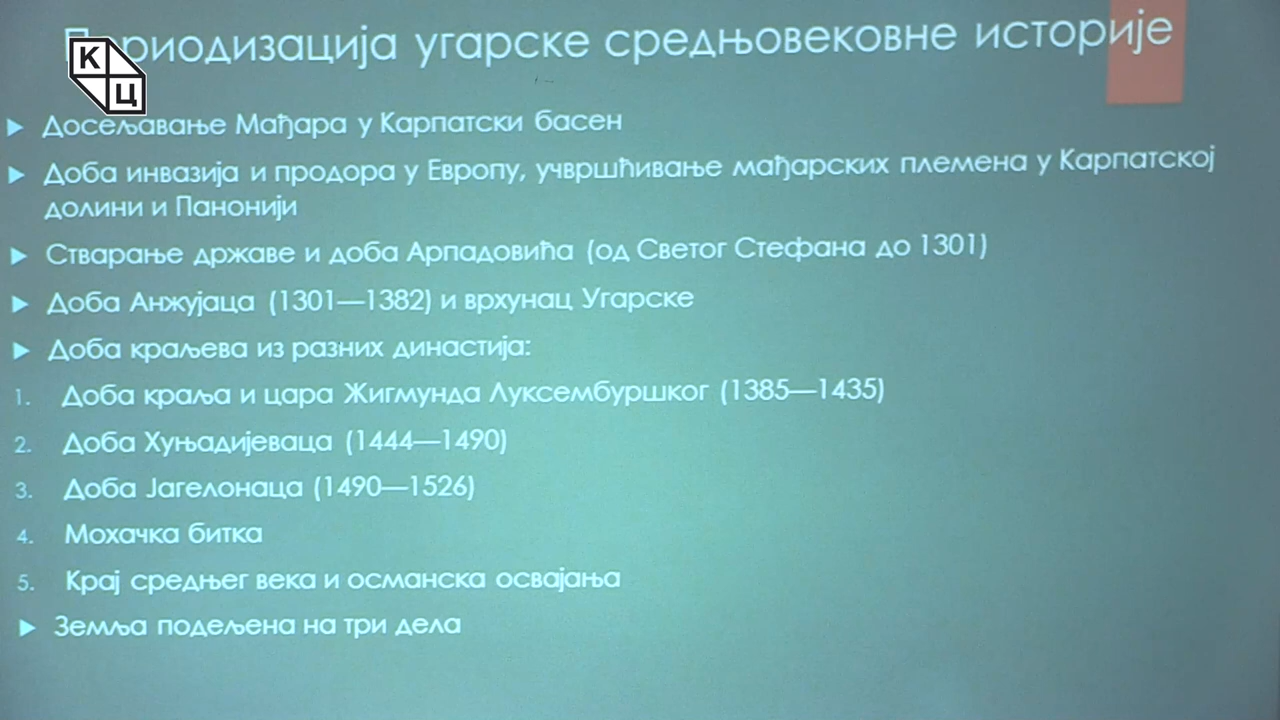 Периодизација угарске средњовековне историје
К
Ц
Досељавање Мађара у Карпатски басен
Доба инвазија и продора у Европу, учвршћивање мађарских племена у Карпатској
долини и Панонији
Стварање државе и доба Арпадовића (од Светог Стефана до 1301)
Доба Анжујаца (1301—1382) и врхунац Угарске
Доба краљева из разних династија:
1. Доба краља и цара Жигмунда Луксембуршког (1385—1435)
2. Доба Хуњадијеваца (1444—1490)
3. Доба Јагелонаца (1490—1526)
4. Мохачка битка
5. Крај средњег века и османска освајања
Земља подељена на три дела